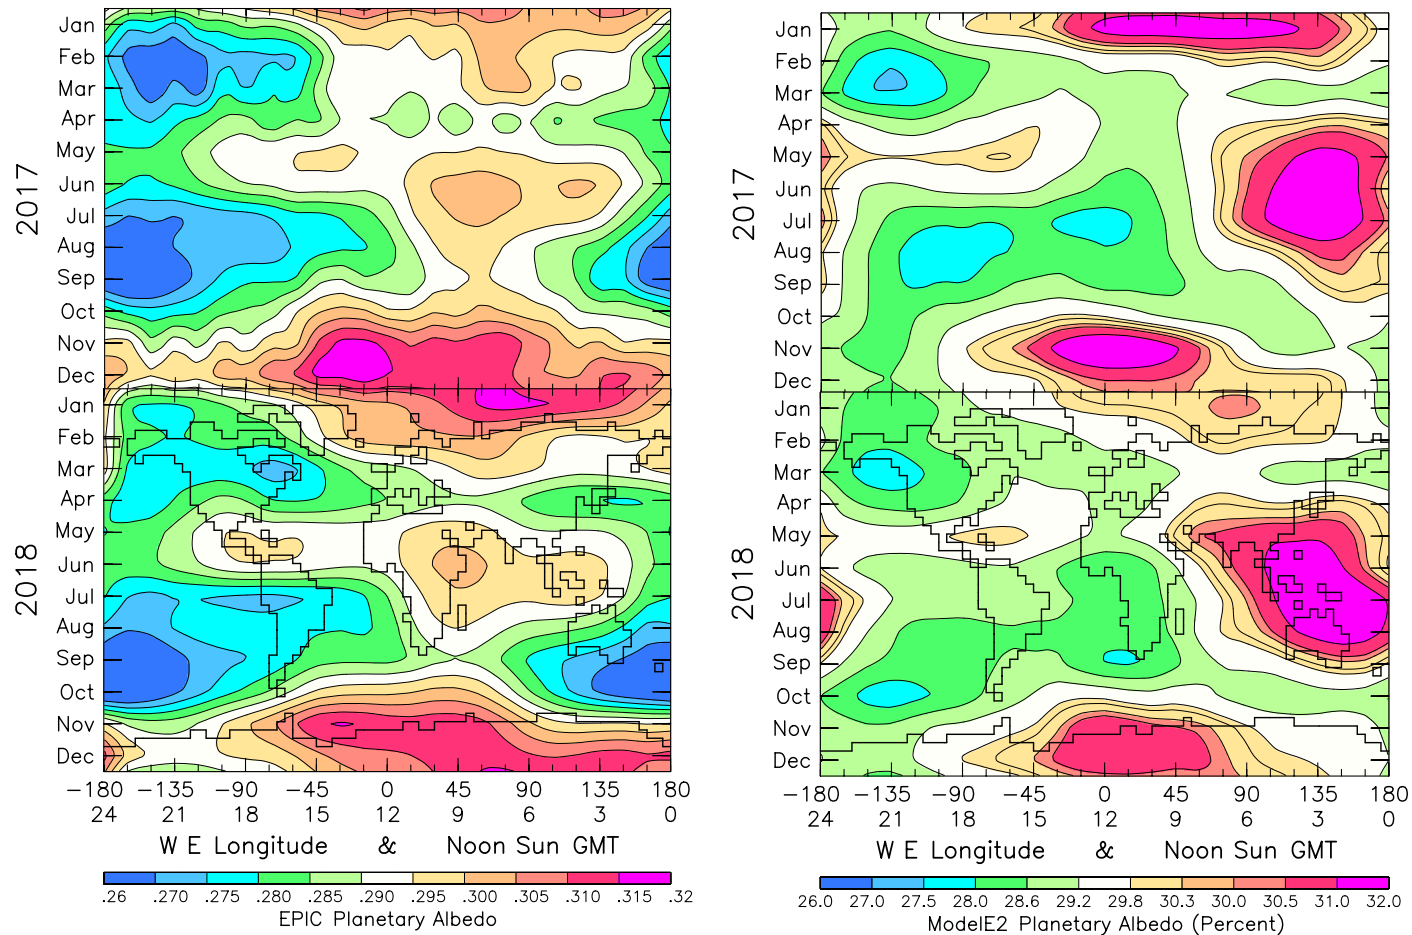 Jan
Feb
Mar
Apr
May
Jun
Jul
Aug
Sep
Oct
Nov
Dec
2017
Jan
Feb
Mar
Apr
May
Jun
Jul
Aug
Sep
Oct
Nov
Dec
2018
−180 −135 −90 −45 0 45 90 135 180
24 21 18 15 12 9 6 3 0
W E Longitude & Noon Sun GMT
.26 .270 .275 .280 .285 .290 .295 .300 .305 .310 .315 .32
EPIC Planetary Albedo
Jan
Feb
Mar
Apr
May
Jun
Jul
Aug
Sep
Oct
Nov
Dec
2017
Jan
Feb
Mar
Apr
May
Jun
Jul
Aug
Sep
Oct
Nov
Dec
2018
−180 −135 −90 −45 0 45 90 135 180
24 21 18 15 12 9 6 3 0
W E Longitude & Noon Sun GMT
26.0 27.0 27.5 28.0 28.6 29.2 29.8 30.3 30.0 30.5 31.0 32.0
ModelE2 Planetary Albedo (Percent)